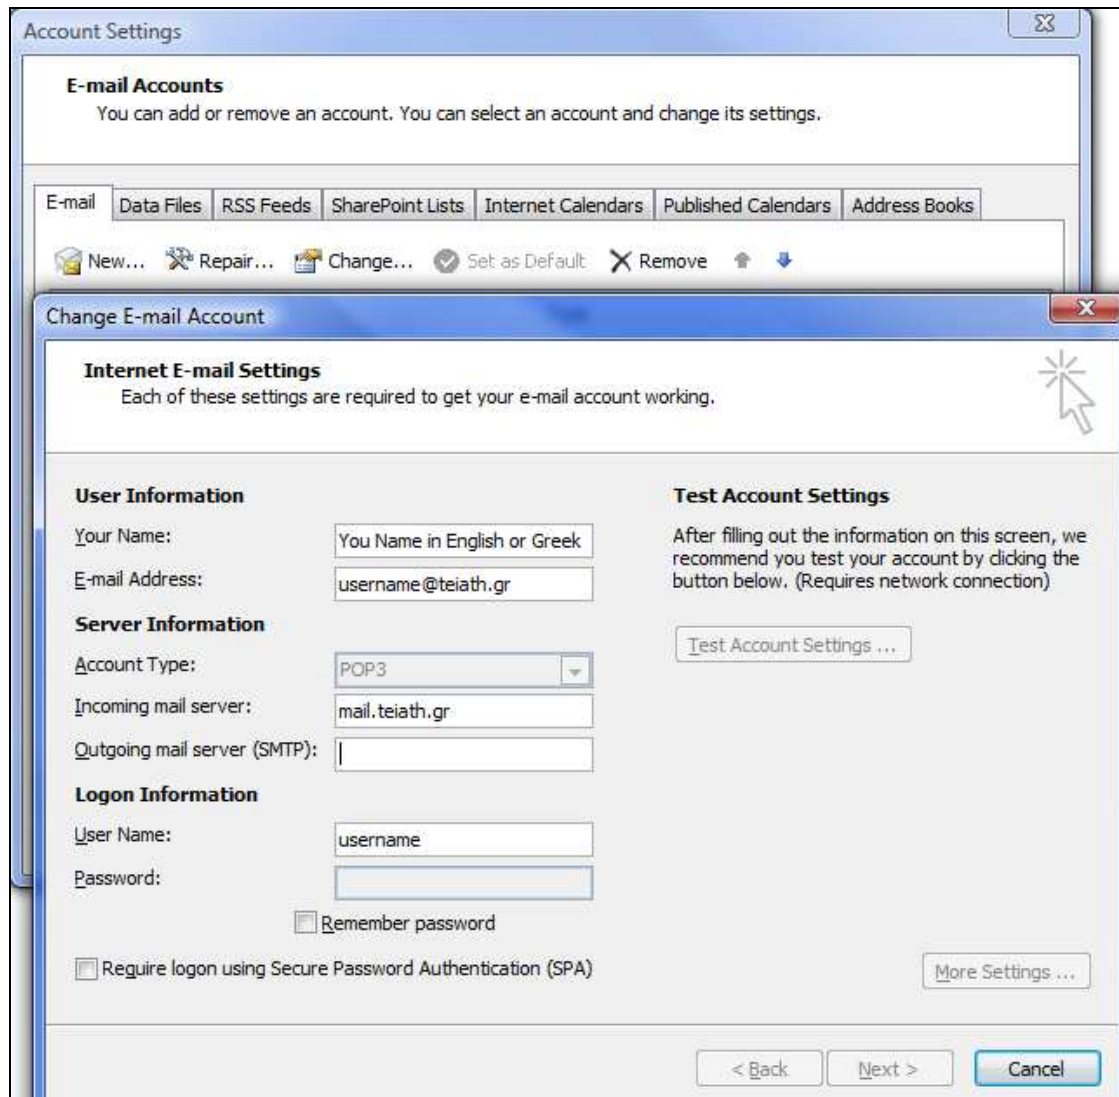 Account Settings
E-mail Accounts
You can add or remove an account. You can select an account and change its settings.
E-mail Data Files RSS Feeds SharePoint Lists Internet Calendars Published Calendars Address Books
New... Repair... Change... Set as Default Remove
Change E-mail Account
Internet E-mail Settings
Each of these settings are required to get your e-mail account working.
User Information
Your Name: You Name in English or Greek
E-mail Address: username@teiath.gr
Server Information
Account Type: POP3
Incoming mail server: mail.teiath.gr
Outgoing mail server (SMTP):
Logon Information
User Name: username
Password:
Remember password
Require logon using Secure Password Authentication (SPA)
Test Account Settings
After filling out the information on this screen, we
recommend you test your account by clicking the
button below. (Requires network connection)
Test Account Settings ...
More Settings ...
< Back Next > Cancel